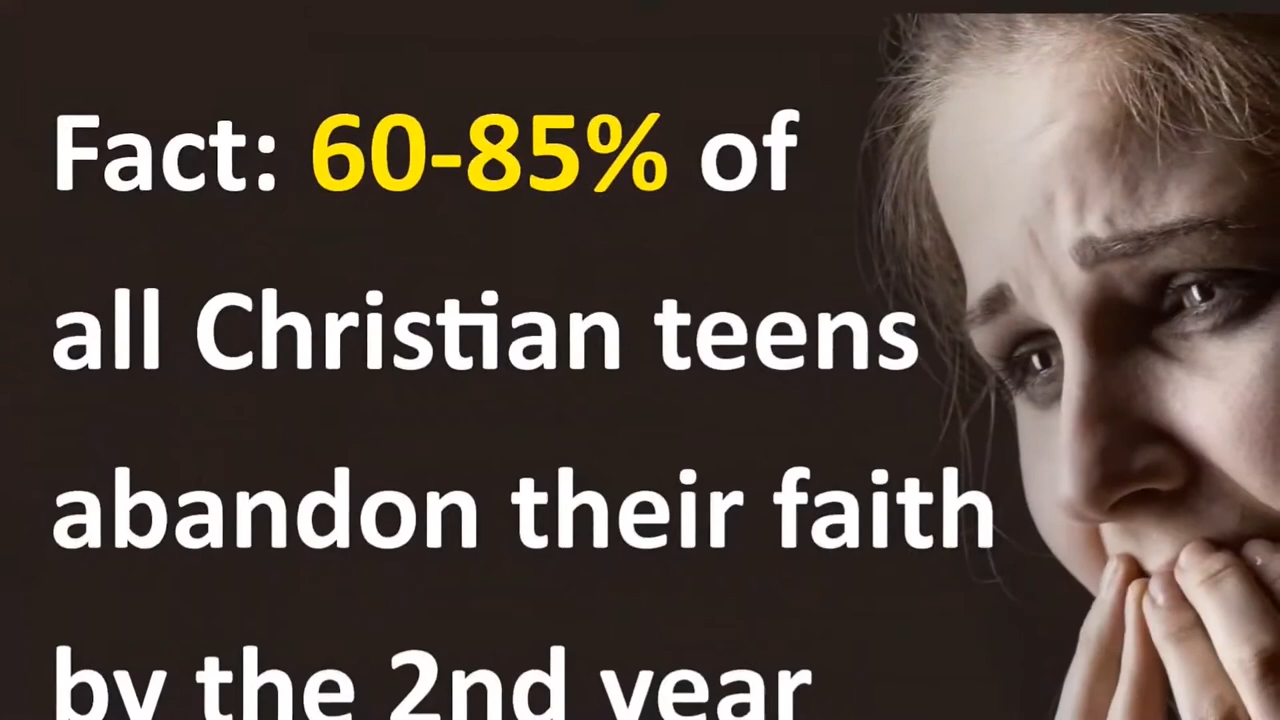 Fact: 60-85% of
all Christian teens
abandon their faith
by the 2nd year